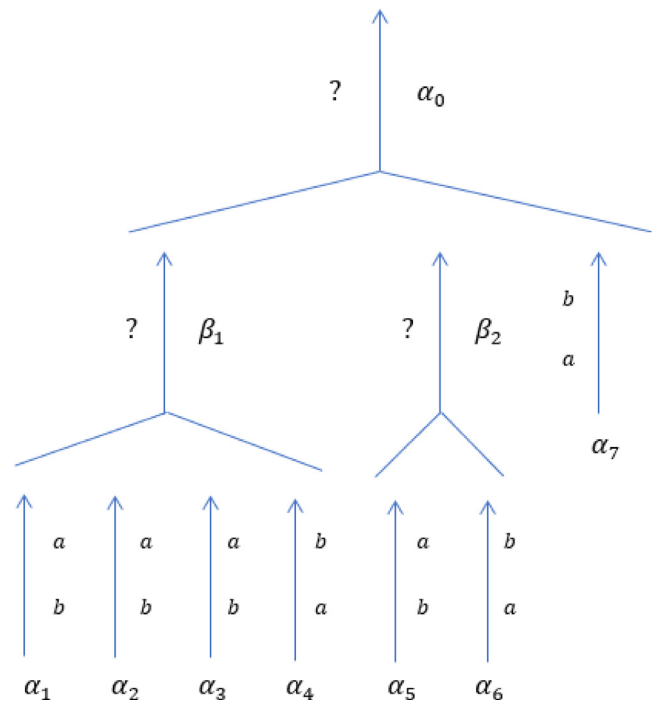 ? α₀
? β₁ ? β₂ b
a
α₇
a a a b a b
b b b a b a
α₁ α₂ α₃ α₄ α₅ α₆